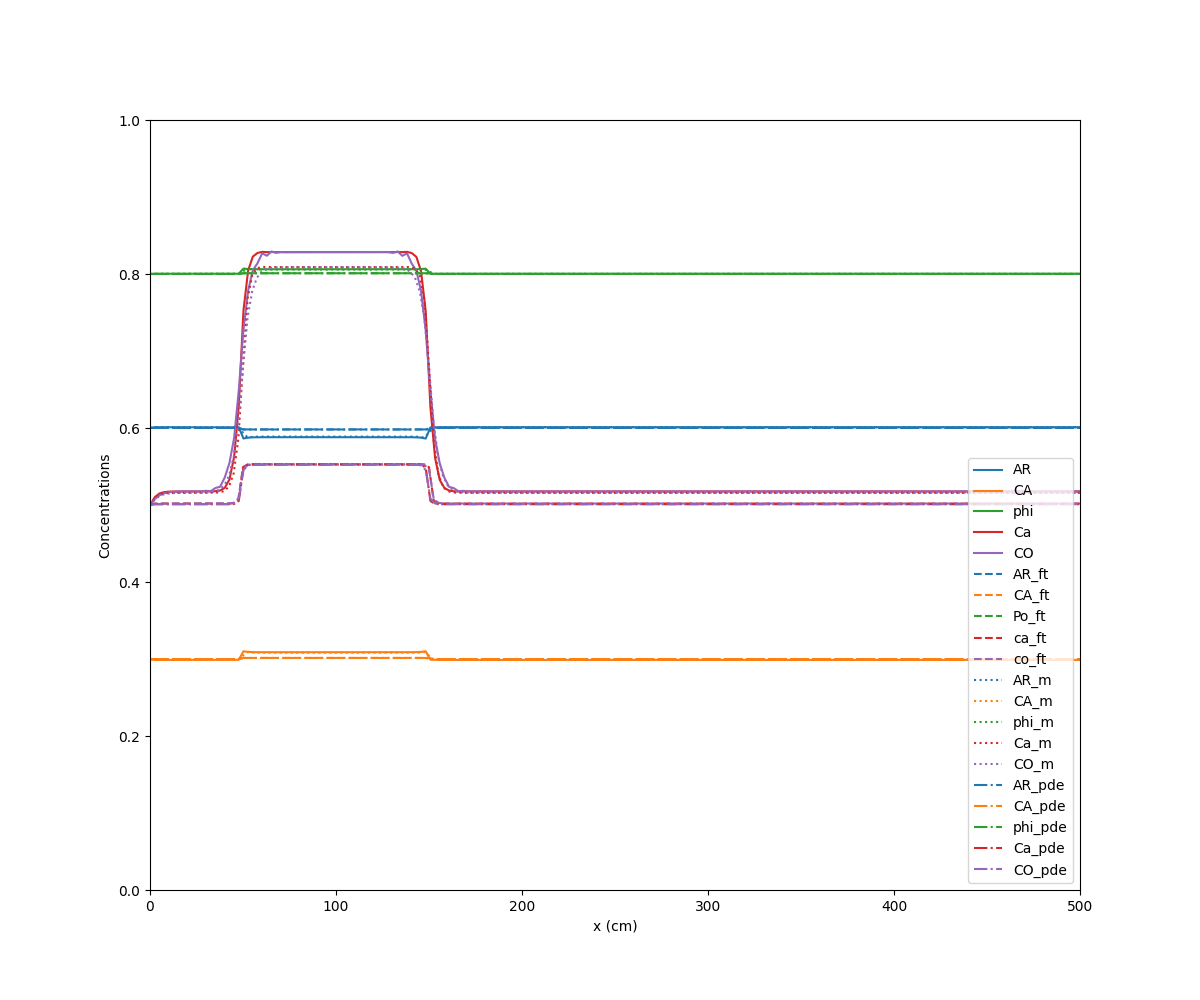 1.0
0.8
0.6
0.4
0.2
0.0
Concentrations
0
100
200
300
400
500
x (cm)
AR
CA
phi
Ca
CO
AR_ft
CA_ft
Po_ft
ca_ft
co_ft
AR_m
CA_m
phi_m
Ca_m
CO_m
AR_pde
CA_pde
phi_pde
Ca_pde
CO_pde